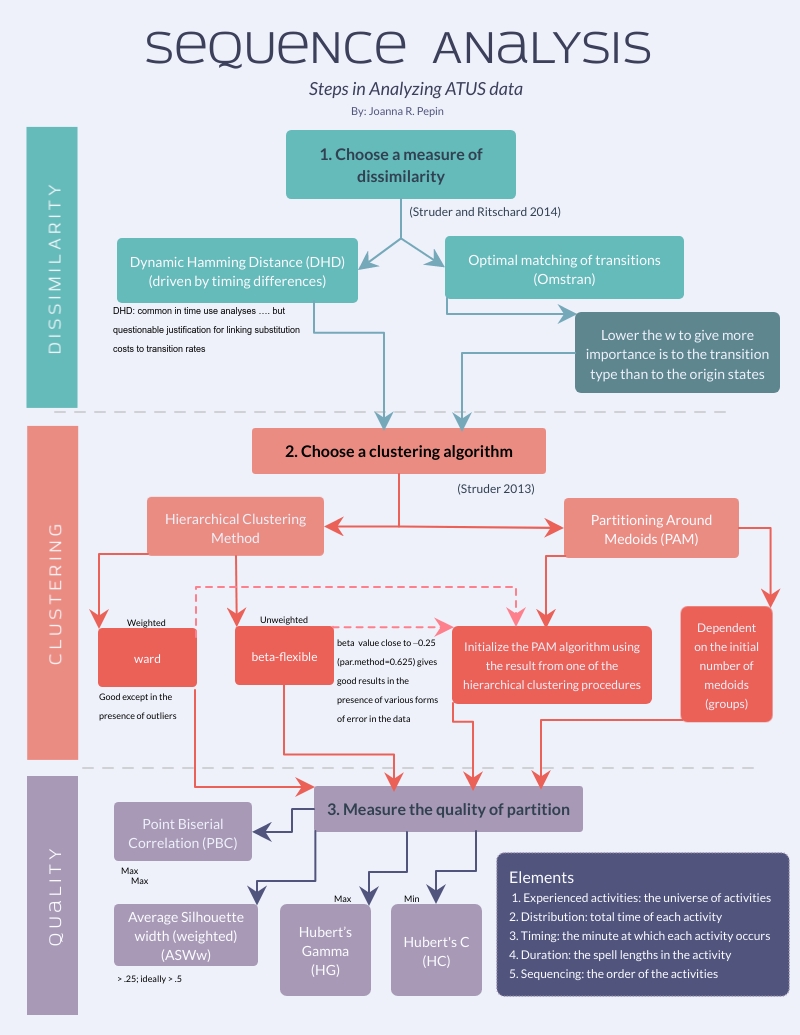 Sequence Analysis
Steps in Analyzing ATUS data
By: Joanna R. Pepin
DISSIMILARITY
1. Choose a measure of
dissimilarity
(Struder and Ritschard 2014)
Dynamic Hamming Distance (DHD)
(driven by timing differences)
Optimal matching of transitions
(Omstran)
DHD: common in time use analyses .... but
questionable justification for linking substitution
costs to transition rates
Lower the w to give more
importance is to the transition
type than to the origin states
CLUSTERING
2. Choose a clustering algorithm
(Struder 2013)
Hierarchical Clustering
Method
Partitioning Around
Medoids (PAM)
Weighted
ward
Good except in the
presence of outliers
Unweighted
beta-flexible
beta value close to −0.25
(par.method=0.625) gives
good results in the
presence of various forms
of error in the data
Initialize the PAM algorithm using
the result from one of the
hierarchical clustering procedures
Dependent
on the initial
number of
medoids
(groups)
QUALITY
3. Measure the quality of partition
Point Biserial
Correlation (PBC)
Max
Max
Average Silhouette
width (weighted)
(ASWw)
> .25; ideally > .5
Max
Hubert's
Gamma
(HG)
Min
Hubert's C
(HC)
Elements
1. Experienced activities: the universe of activities
2. Distribution: total time of each activity
3. Timing: the minute at which each activity occurs
4. Duration: the spell lengths in the activity
5. Sequencing: the order of the activities